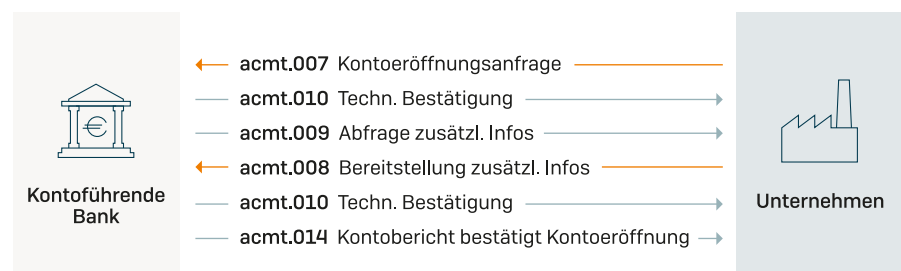 acmt.007 Kontoeröffnungsanfrage
acmt.010 Techn. Bestätigung
acmt.009 Abfrage zusätzl. Infos
acmt.008 Bereitstellung zusätzl. Infos
acmt.010 Techn. Bestätigung
acmt.014 Kontobericht bestätigt Kontoeröffnung
€
Kontoführende
Bank
Unternehmen